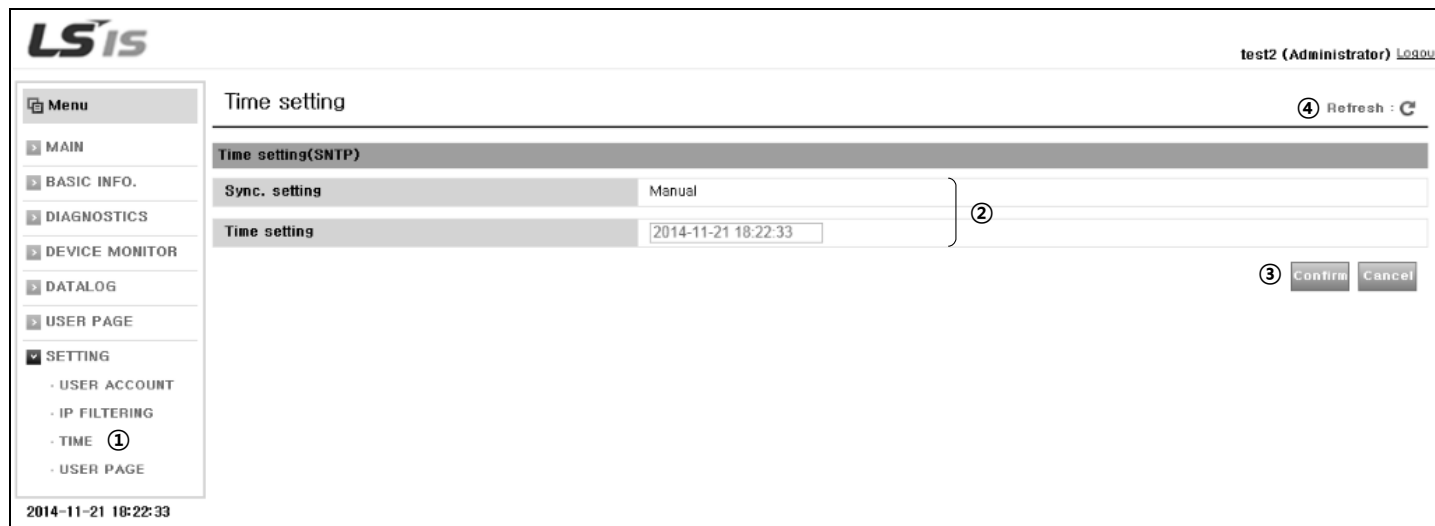 LSis
test2 (Administrator) Logou
Menu
Time setting
④ Refresh :
MAIN
Time setting(SNTP)
BASIC INFO.
Sync. setting Manual
②
DIAGNOSTICS
Time setting 2014-11-21 18:22:33
DEVICE MONITOR
③ Confirm Cancel
DATALOG
USER PAGE
SETTING
· USER ACCOUNT
· IP FILTERING
· TIME ①
· USER PAGE
2014-11-21 18:22:33